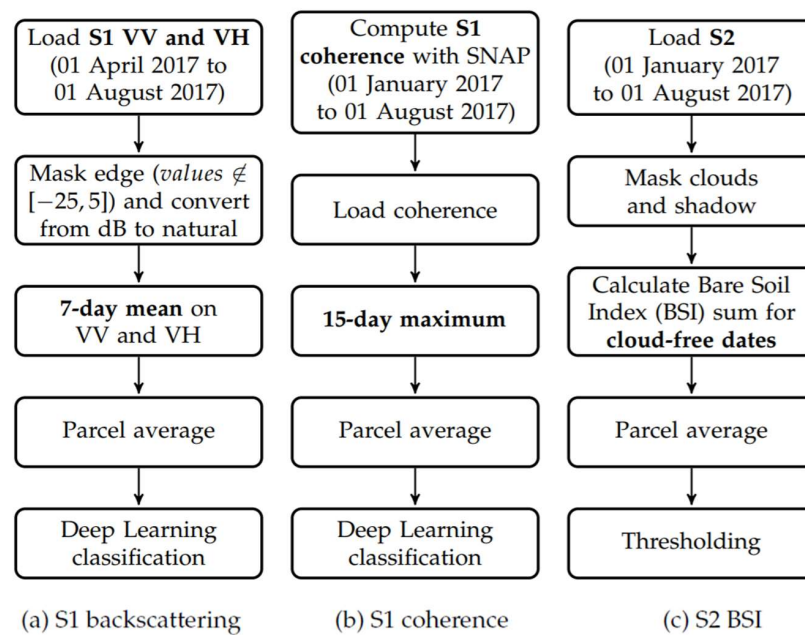 Load S1 VV and VH
(01 April 2017 to
01 August 2017)
Mask edge (values ∉
[−25, 5]) and convert
from dB to natural
7-day mean on
VV and VH
Parcel average
Deep Learning
classification
(a) S1 backscattering
Compute S1
coherence with SNAP
(01 January 2017
to 01 August 2017)
Load coherence
15-day maximum
Parcel average
Deep Learning
classification
(b) S1 coherence
Load S2
(01 January 2017
to 01 August 2017)
Mask clouds
and shadow
Calculate Bare Soil
Index (BSI) sum for
cloud-free dates
Parcel average
Thresholding
(c) S2 BSI